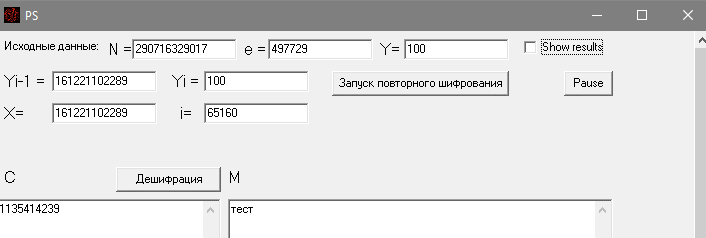 PS
Исходные данные: N = 290716329017 e = 497729 Y= 100 Show results
Yi-1 = 161221102289 Yi = 100 Запуск повторного шифрования Pause
X= 161221102289 i= 65160
C Дешифрация M
1135414239 тест